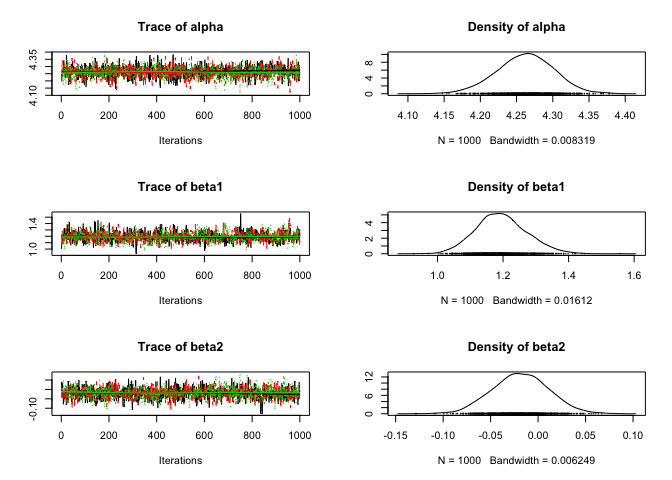 Trace of alpha
4.10 4.35
0 200 400 600 800 1000
Iterations
Density of alpha
0 4 8
4.10 4.15 4.20 4.25 4.30 4.35 4.40
N = 1000 Bandwidth = 0.008319
Trace of beta1
1.0 1.4
0 200 400 600 800 1000
Iterations
Density of beta1
0 2 4
1.0 1.2 1.4 1.6
N = 1000 Bandwidth = 0.01612
Trace of beta2
-0.10
0 200 400 600 800 1000
Iterations
Density of beta2
0 4 8 12
-0.15 -0.10 -0.05 0.00 0.05 0.10
N = 1000 Bandwidth = 0.006249